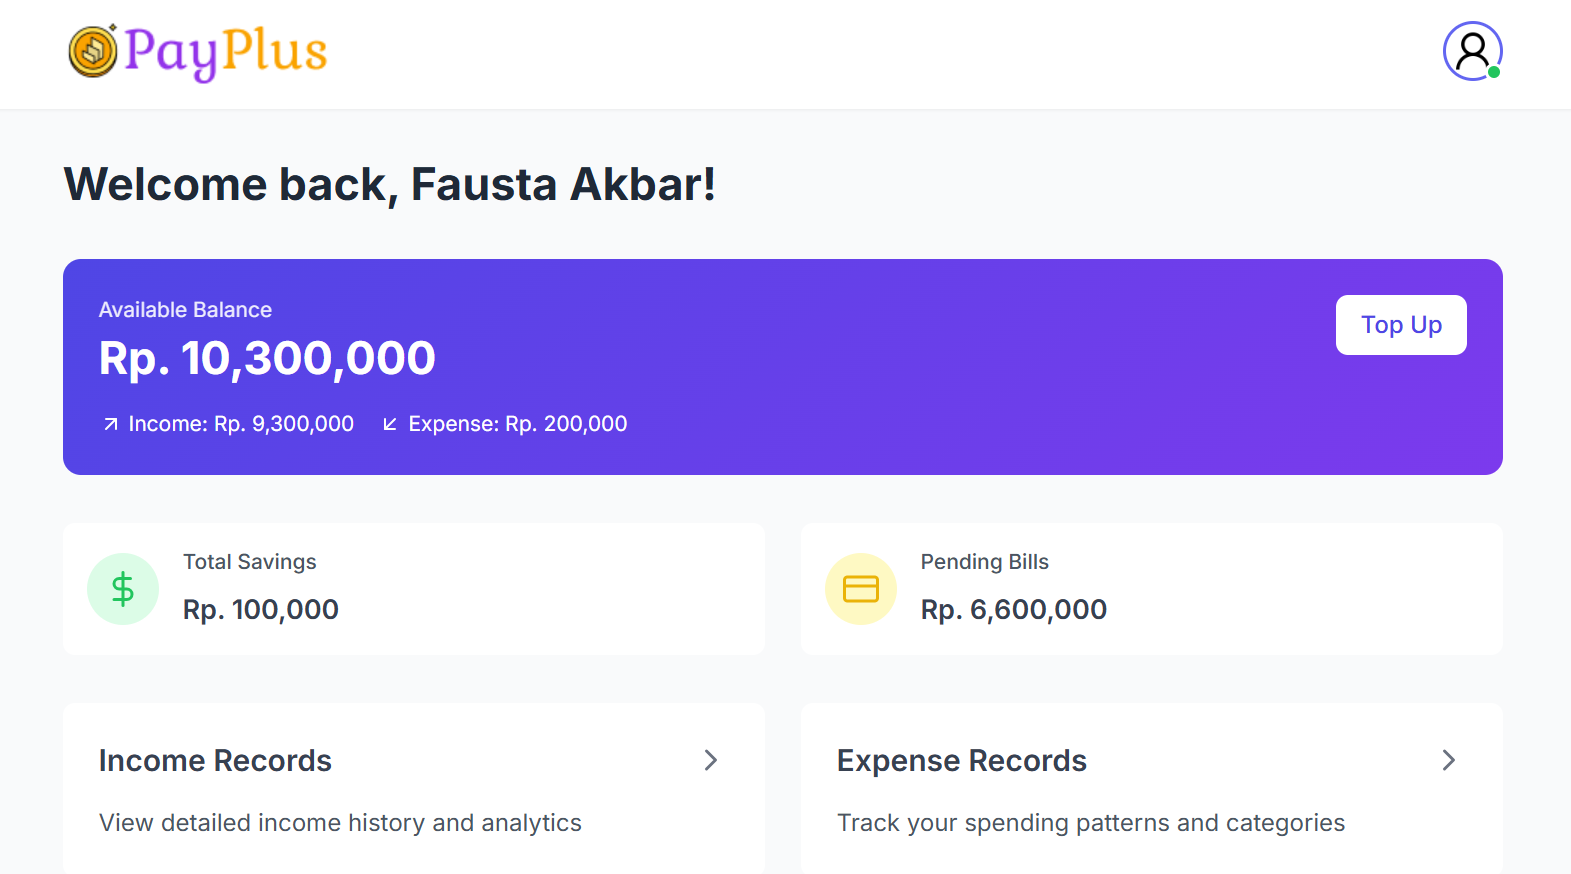 PayPlus
Welcome back, Fausta Akbar!
Available Balance
Rp. 10,300,000
Top Up
Income: Rp. 9,300,000 Expense: Rp. 200,000
Total Savings
Rp. 100,000
Pending Bills
Rp. 6,600,000
Income Records
View detailed income history and analytics
Expense Records
Track your spending patterns and categories